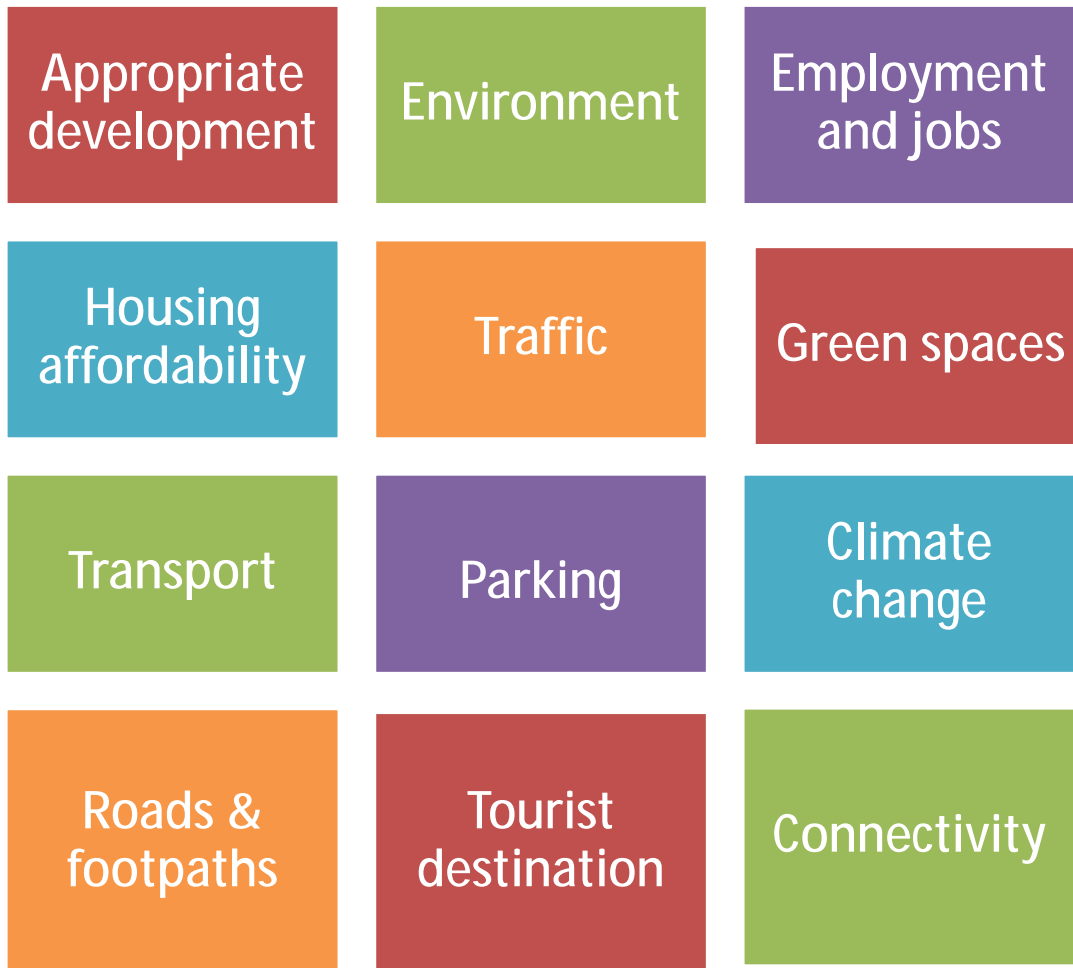 Appropriate
development
Environment
Employment
and jobs
Housing
affordability
Traffic
Green spaces
Transport
Parking
Climate
change
Roads &
footpaths
Tourist
destination
Connectivity